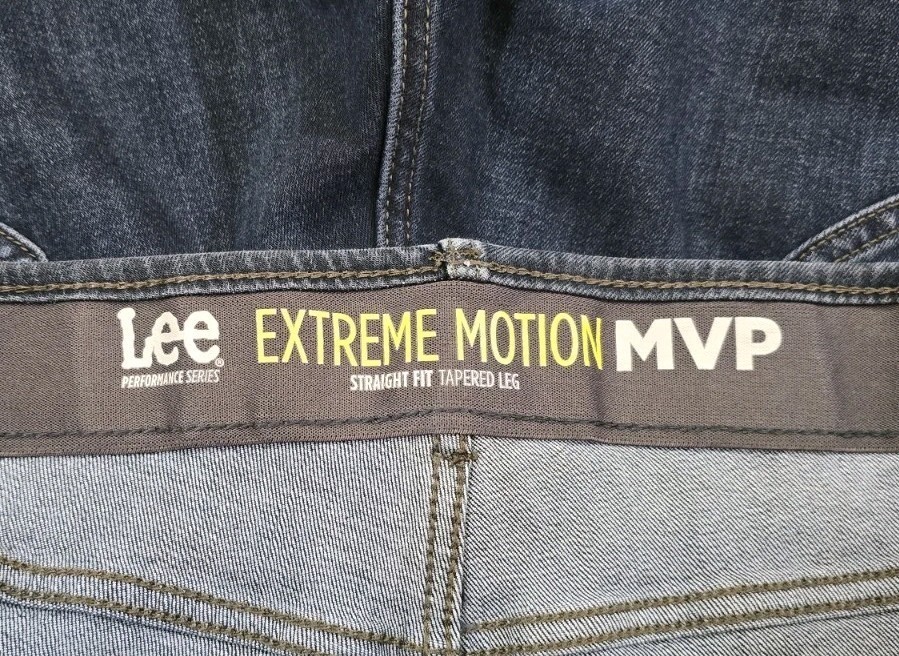 Lee® EXTREME MOTION MVP
PERFORMANCE SERIES STRAIGHT FIT TAPERED LEG